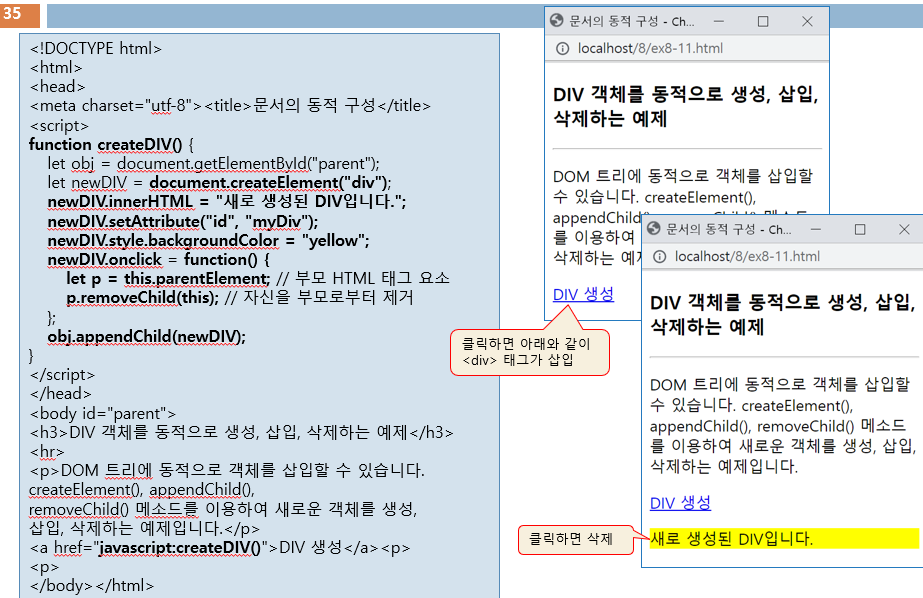 35
<!DOCTYPE html>
<html>
<head>
<meta charset="utf-8"><title>문서의 동적 구성</title>
<script>
function createDIV() {
let obj = document.getElementById("parent");
let newDIV = document.createElement("div");
newDIV.innerHTML = "새로 생성된 DIV입니다.";
newDIV.setAttribute("id", "myDiv");
newDIV.style.backgroundColor = "yellow";
newDIV.onclick = function() {
let p = this.parentElement; // 부모 HTML 태그 요소
p.removeChild(this); // 자신을 부모로부터 제거
};
obj.appendChild(newDIV);
}
</script>
</head>
<body id="parent">
<h3>DIV 객체를 동적으로 생성, 삽입, 삭제하는 예제</h3>
<hr>
<p>DOM 트리에 동적으로 객체를 삽입할 수 있습니다.
createElement(), appendChild(),
removeChild() 메소드를 이용하여 새로운 객체를 생성,
삽입, 삭제하는 예제입니다.</p>
<a href="javascript:createDIV()">DIV 생성</a><p>
<p>
</body></html>
문서의 동적 구성 - Ch...
localhost/8/ex8-11.html
DIV 객체를 동적으로 생성, 삽입,
삭제하는 예제
DOM 트리에 동적으로 객체를 삽입할
수 있습니다. createElement(),
appendChild()
를 이용하여
삭제하는
DIV 생성
클릭하면 아래와 같이
<div> 태그가 삽입
문서의 동적 구성 - Ch...
localhost/8/ex8-11.html
DIV 객체를 동적으로 생성, 삽입,
삭제하는 예제
DOM 트리에 동적으로 객체를 삽입할
수 있습니다. createElement(),
appendChild(), removeChild() 메소드
를 이용하여 새로운 객체를 생성, 삽입,
삭제하는 예제입니다.
DIV 생성
클릭하면 삭제
새로 생성된 DIV입니다.